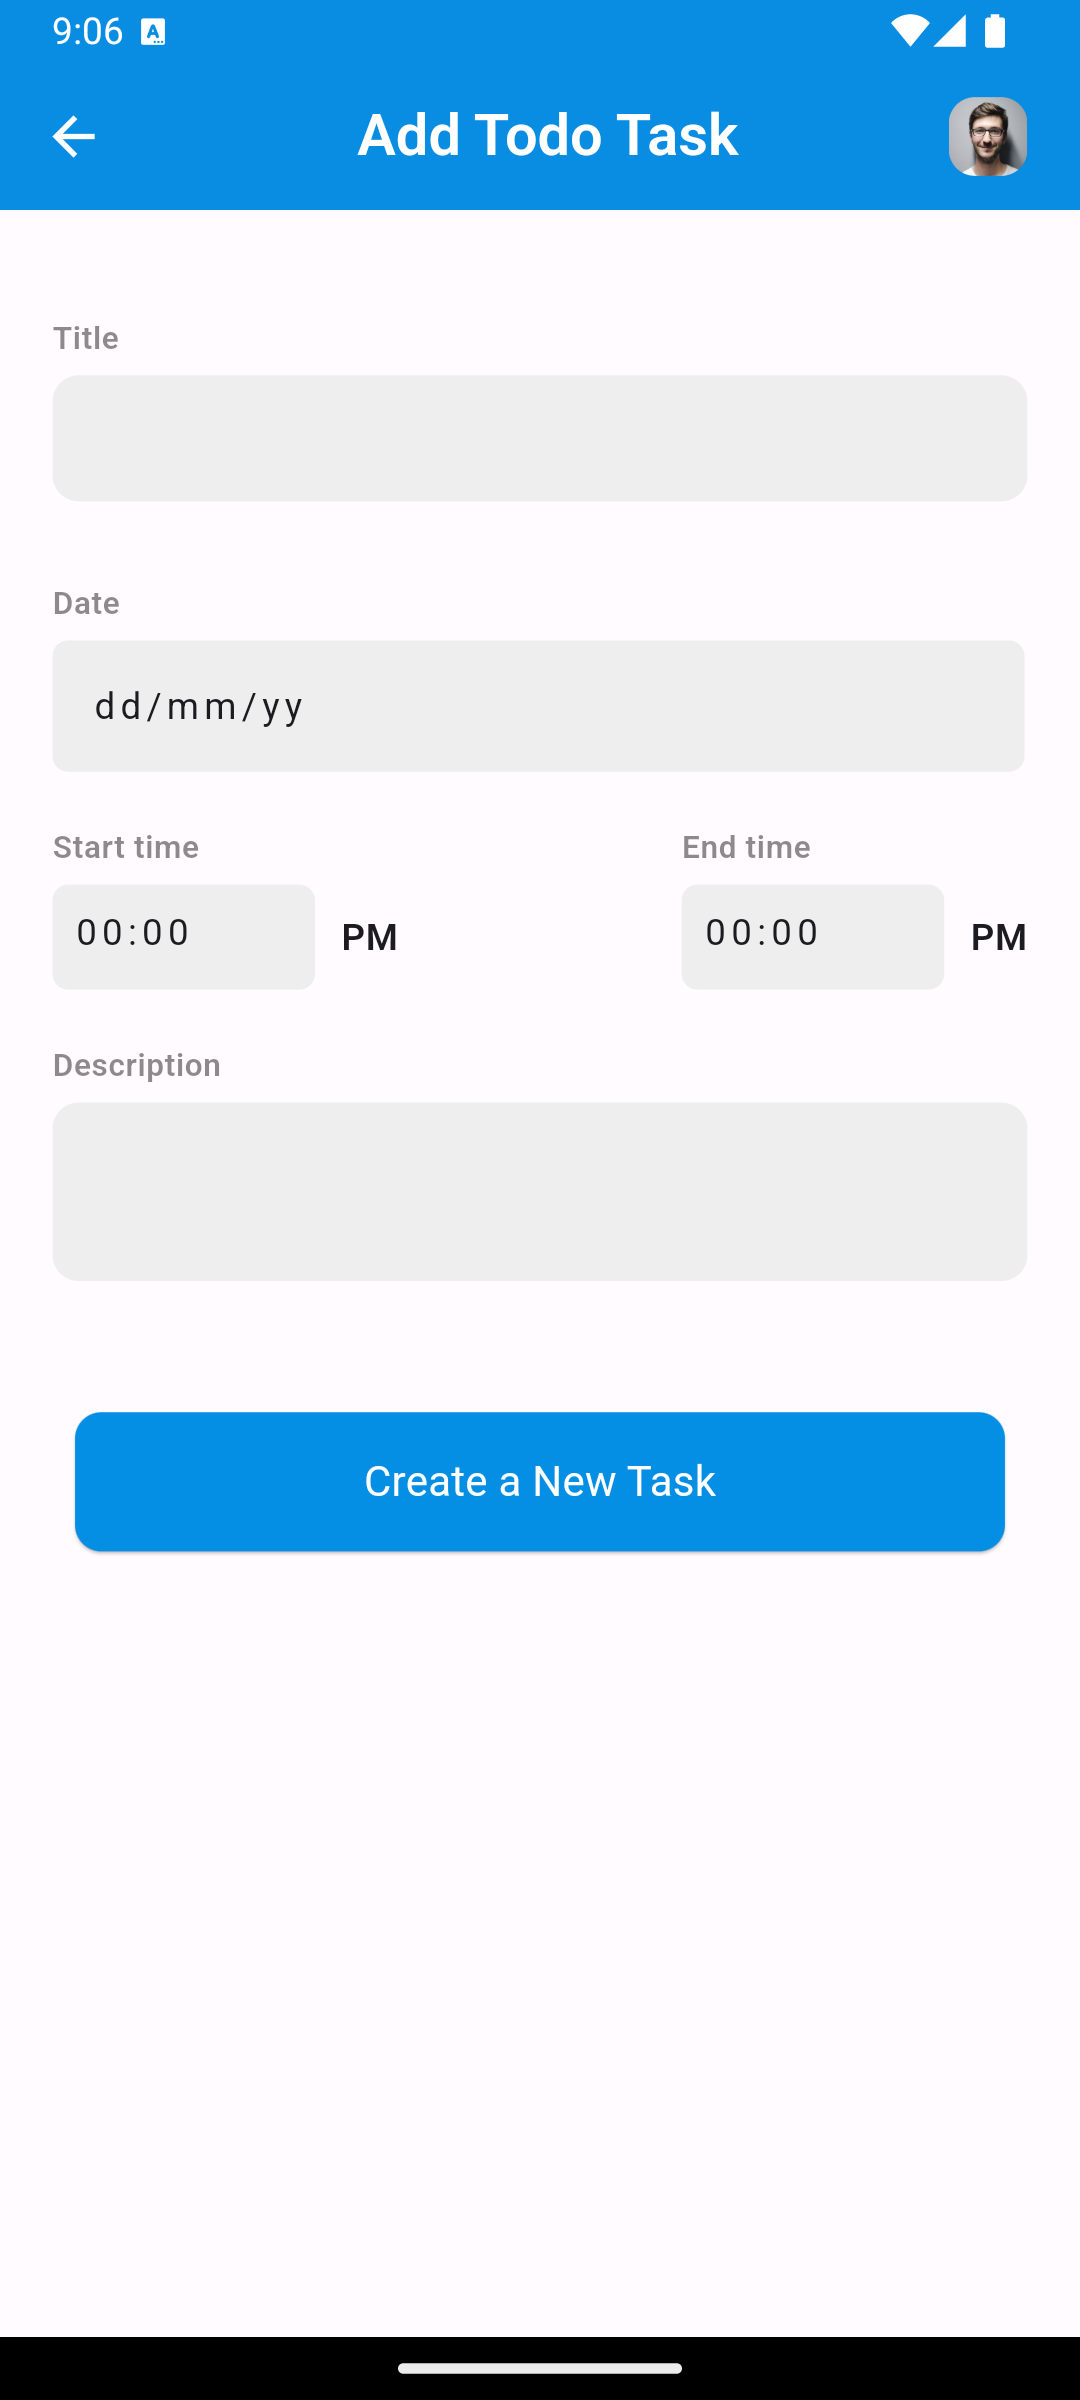 9:06
Add Todo Task
Title
Date
dd/mm/yy
Start time End time
00:00 PM 00:00 PM
Description
Create a New Task